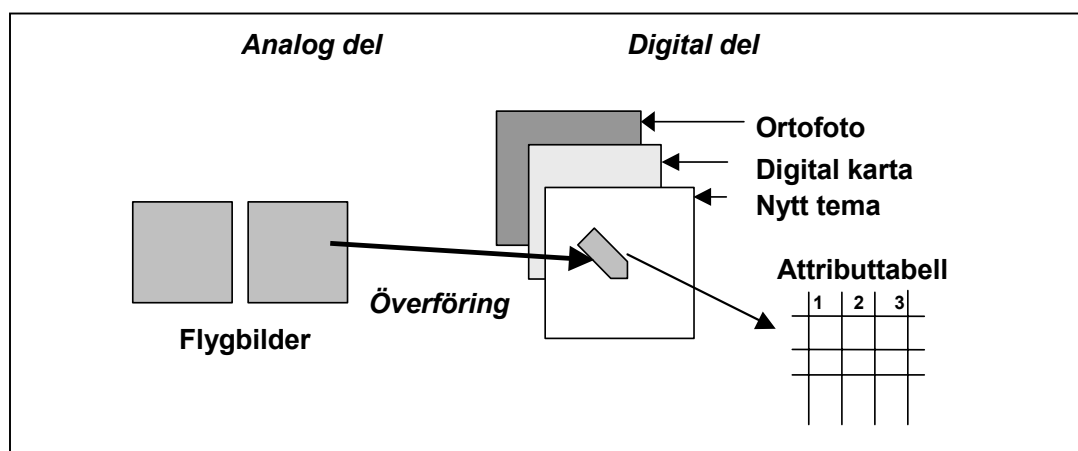 Analog del
Digital del
Ortofoto
Digital karta
Nytt tema
Överföring
Flygbilder
Attributtabell
1 2 3